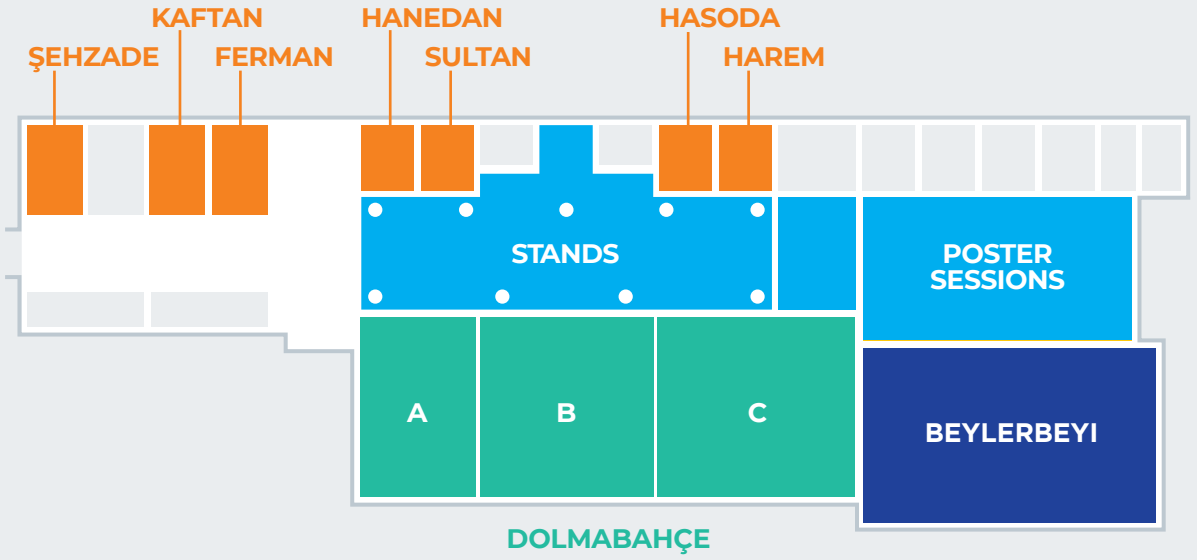 KAFTAN
HANEDAN
HASODA
ŞEHZADE
FERMAN
SULTAN
HAREM
STANDS
POSTER
SESSIONS
A
B
C
BEYLERBEYI
DOLMABAHÇE